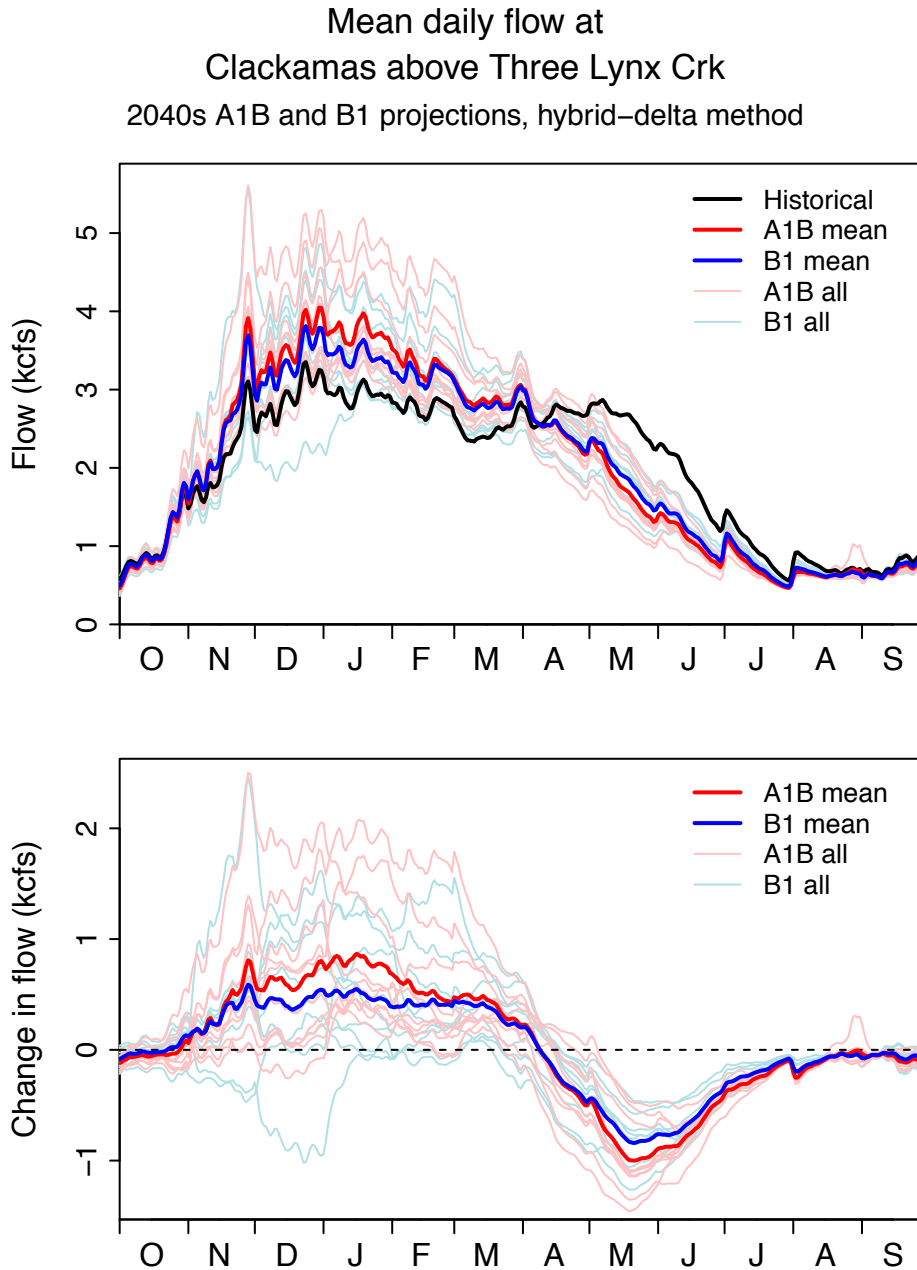 Mean daily flow at
Clackamas above Three Lynx Crk
2040s A1B and B1 projections, hybrid−delta method
Flow (kcfs)
5
4
3
2
1
0
Historical
A1B mean
B1 mean
A1B all
B1 all
O N D J F M A M J J A S
Change in flow (kcfs)
2
1
0
−1
A1B mean
B1 mean
A1B all
B1 all
O N D J F M A M J J A S